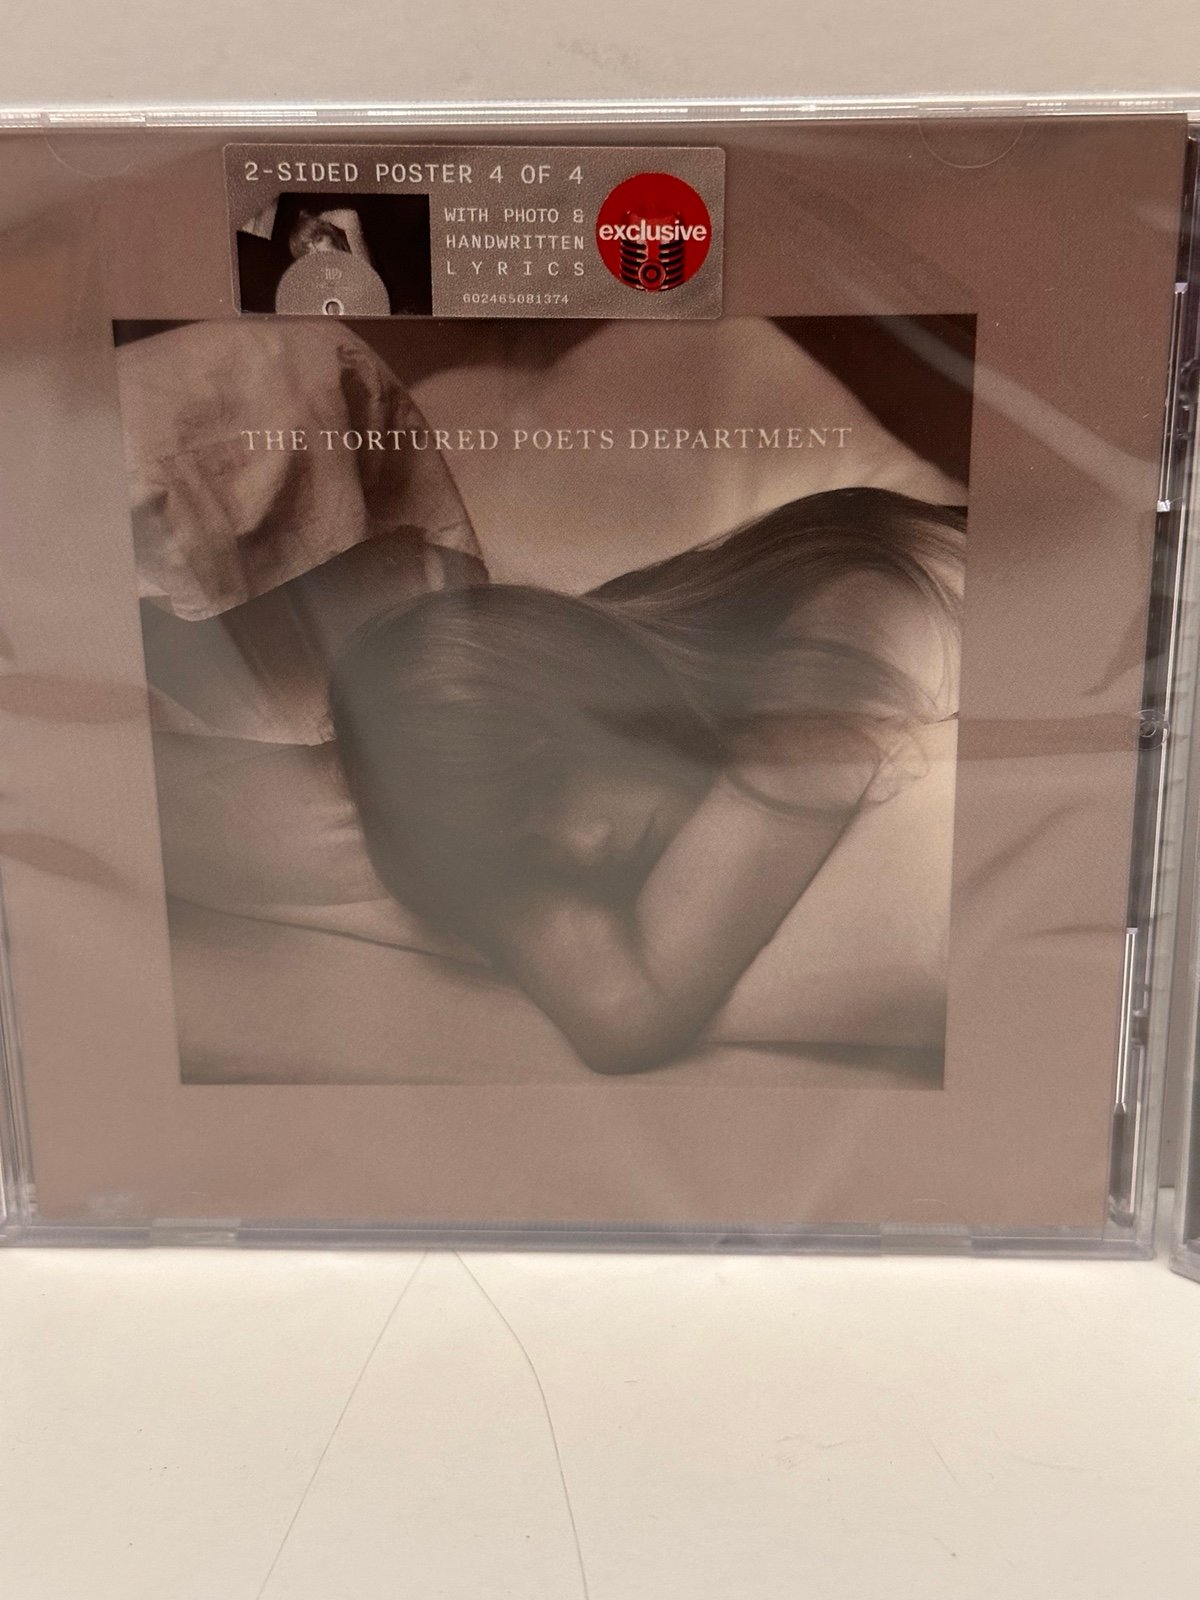 2-SIDED POSTER 4 OF 4
WITH PHOTO &
HANDWRITTEN
LYRICS
602465081374
exclusive
THE TORTURED POETS DEPARTMENT